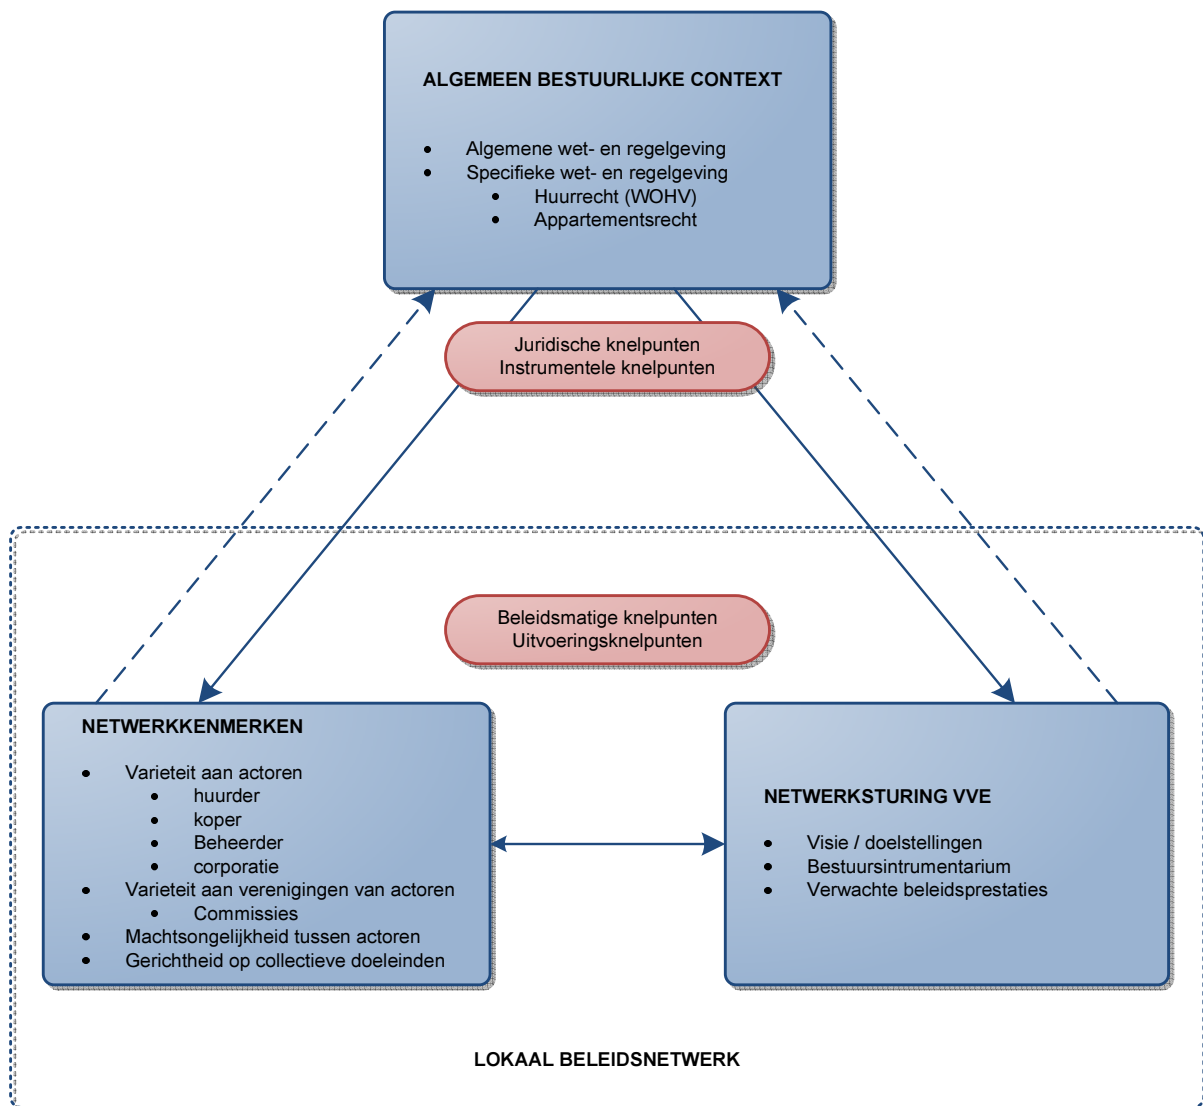 ALGEMEEN BESTUURLIJKE CONTEXT
• Algemene wet- en regelgeving
• Specifieke wet- en regelgeving
• Huurrecht (WOHV)
• Appartementsrecht
Juridische knelpunten
Instrumentele knelpunten
Beleidsmatige knelpunten
Uitvoeringsknelpunten
NETWERKKENMERKEN
• Varieteit aan actoren
• huurder
• koper
• Beheerder
• corporatie
• Varieteit aan verenigingen van actoren
• Commissies
• Machtsongelijkheid tussen actoren
• Gerichtheid op collectieve doeleinden
NETWERKSTURING VVE
• Visie / doelstellingen
• Bestuursintrumentarium
• Verwachte beleidsprestaties
LOKAAL BELEIDSNETWERK